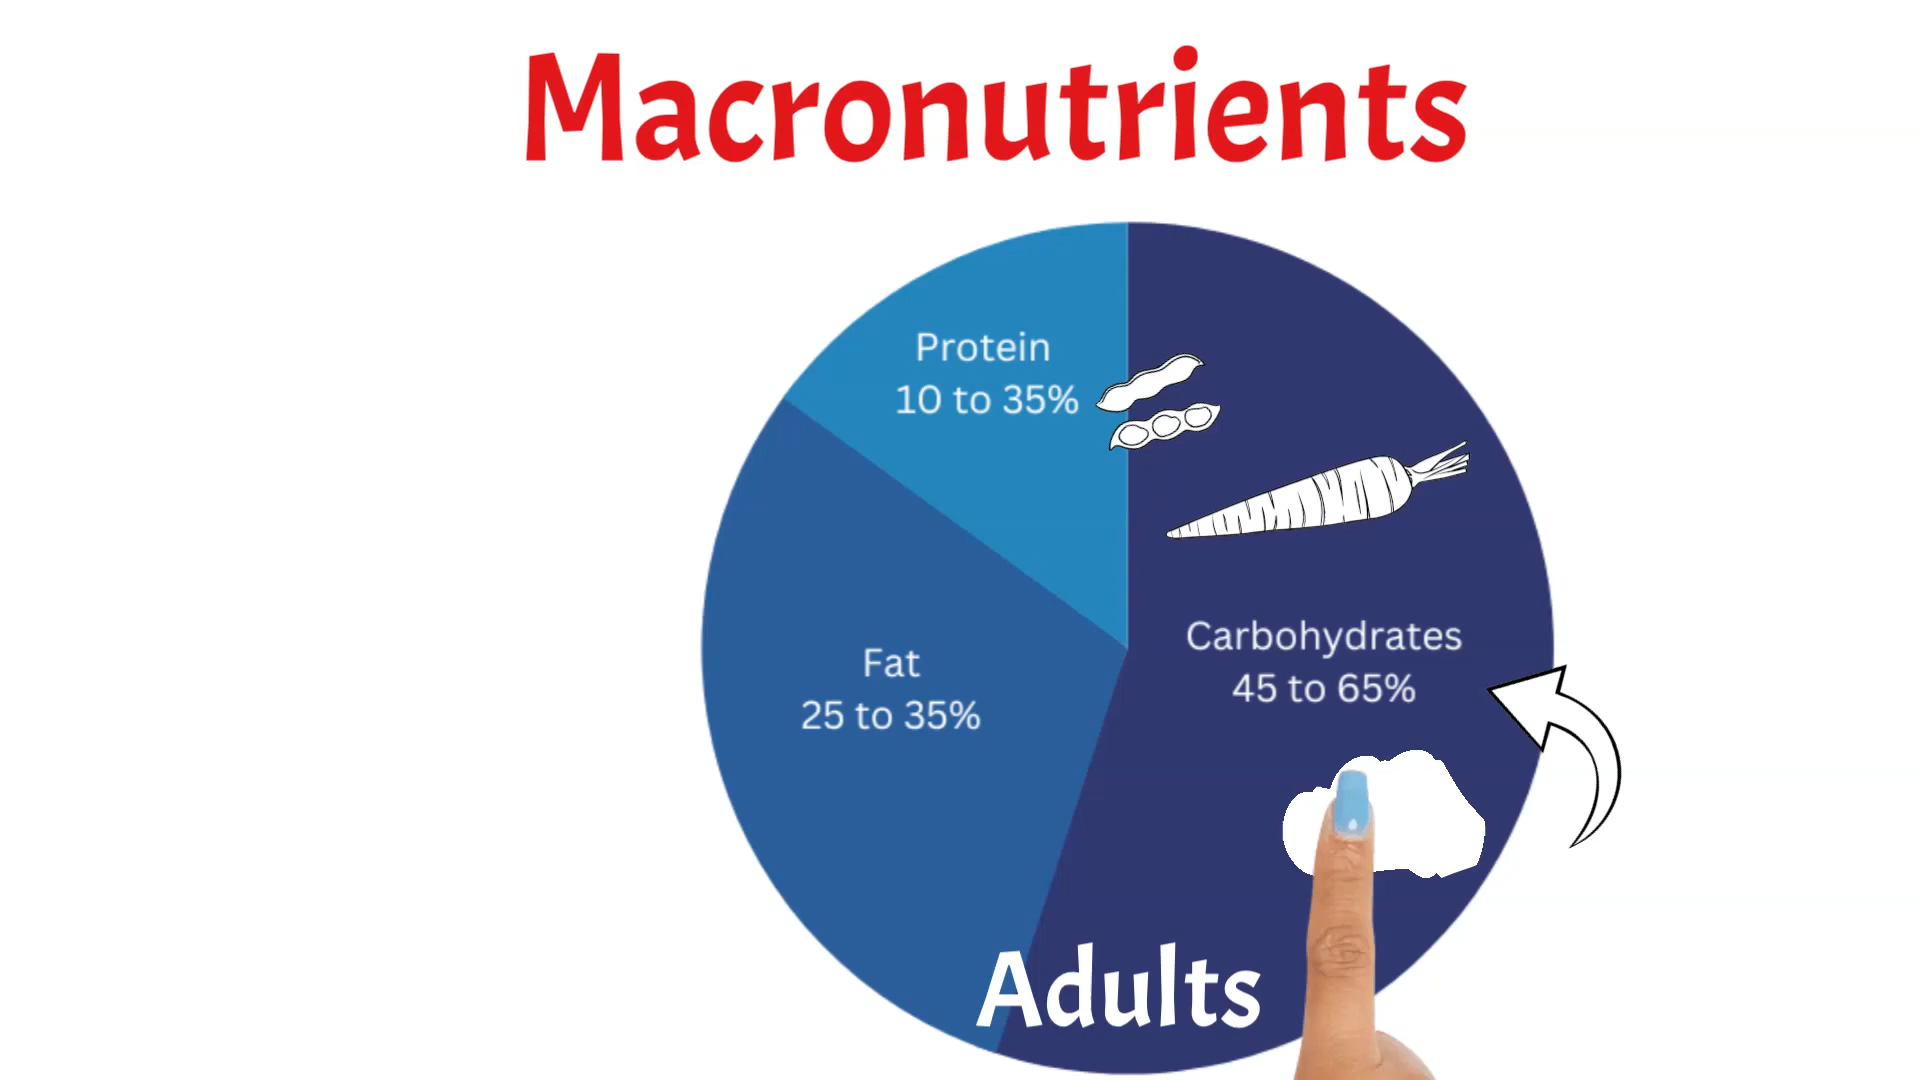 Macronutrients
Protein
10 to 35%
Carbohydrates
45 to 65%
Fat
25 to 35%
Adults